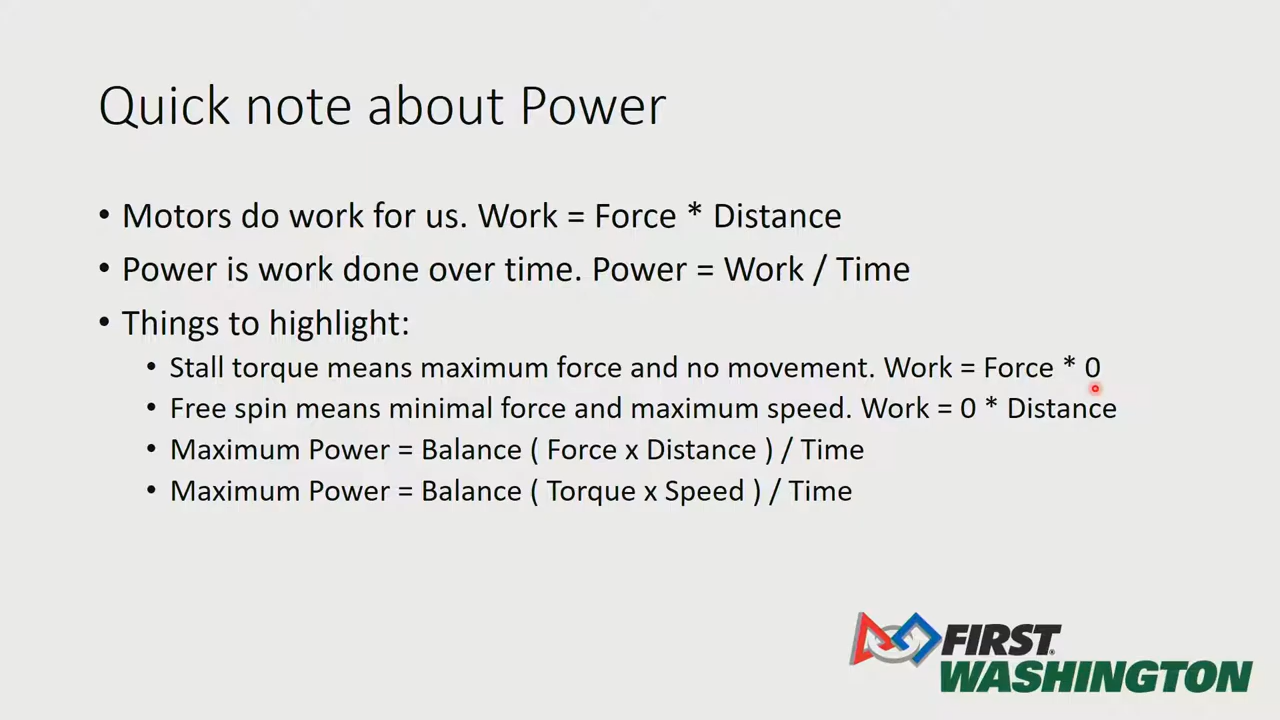 Quick note about Power
• Motors do work for us. Work = Force * Distance
• Power is work done over time. Power = Work / Time
• Things to highlight:
• Stall torque means maximum force and no movement. Work = Force * 0
• Free spin means minimal force and maximum speed. Work = 0 * Distance
• Maximum Power = Balance ( Force x Distance ) / Time
• Maximum Power = Balance ( Torque x Speed ) / Time
FIRST®
WASHINGTON